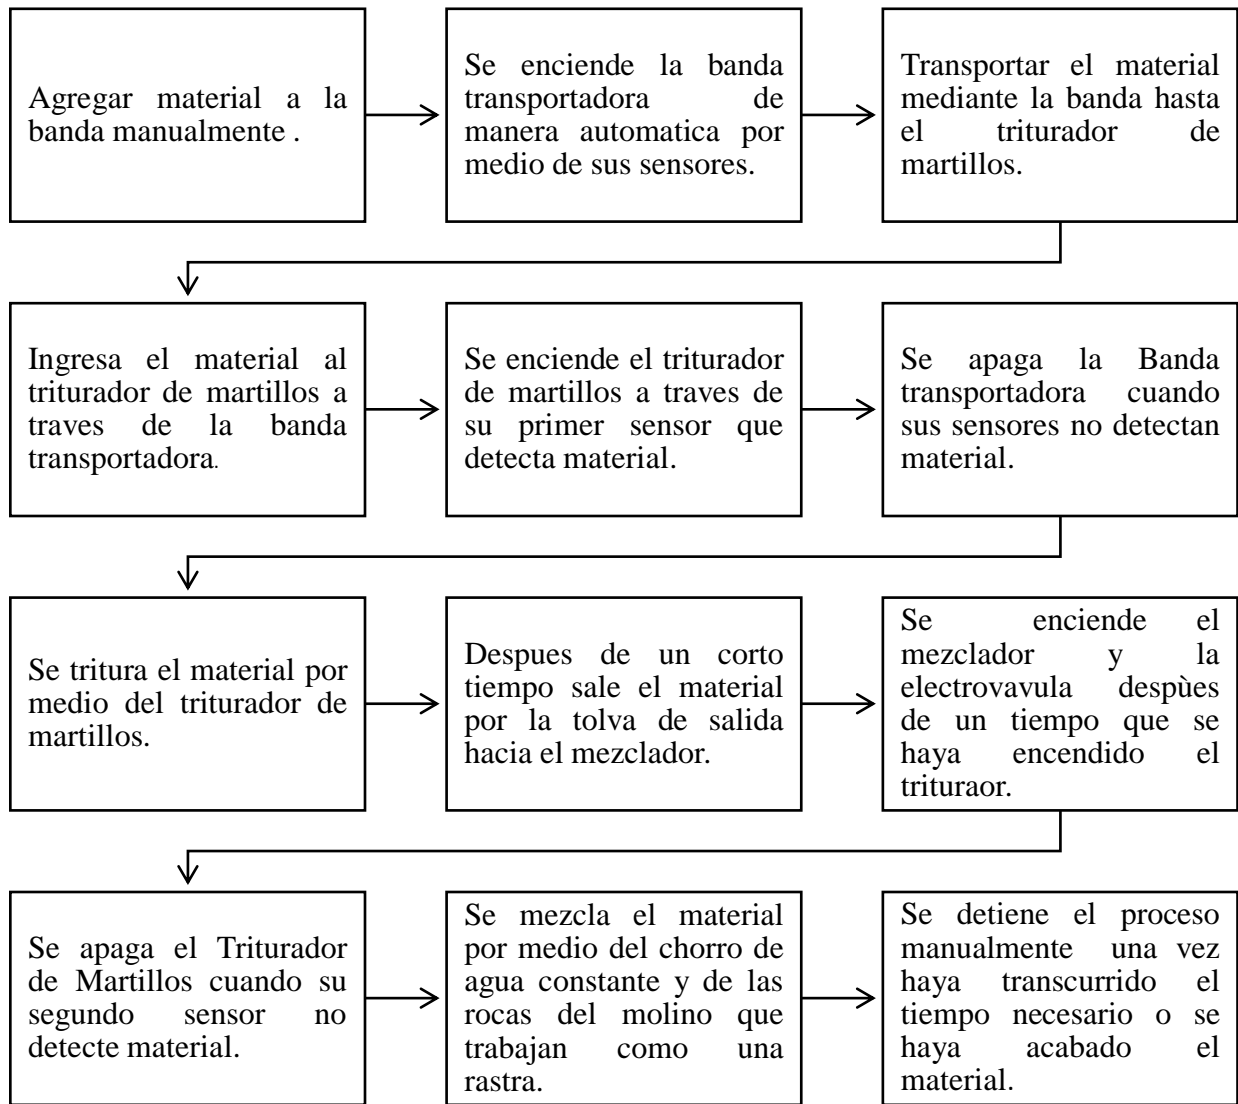 Agregar material a la
banda manualmente .
Se enciende la banda
transportadora de
manera automatica por
medio de sus sensores.
Transportar el material
mediante la banda hasta
el triturador de
martillos.
Ingresa el material al
triturador de martillos a
traves de la banda
transportadora.
Se enciende el triturador
de martillos a traves de
su primer sensor que
detecta material.
Se apaga la Banda
transportadora cuando
sus sensores no detectan
material.
Se tritura el material por
medio del triturador de
martillos.
Despues de un corto
tiempo sale el material
por la tolva de salida
hacia el mezclador.
Se enciende el
mezclador y la
electrovavula despùes
de un tiempo que se
haya encendido el
trituraor.
Se apaga el Triturador
de Martillos cuando su
segundo sensor no
detecte material.
Se mezcla el material
por medio del chorro de
agua constante y de las
rocas del molino que
trabajan como una
rastra.
Se detiene el proceso
manualmente una vez
haya transcurrido el
tiempo necesario o se
haya acabado el
material.